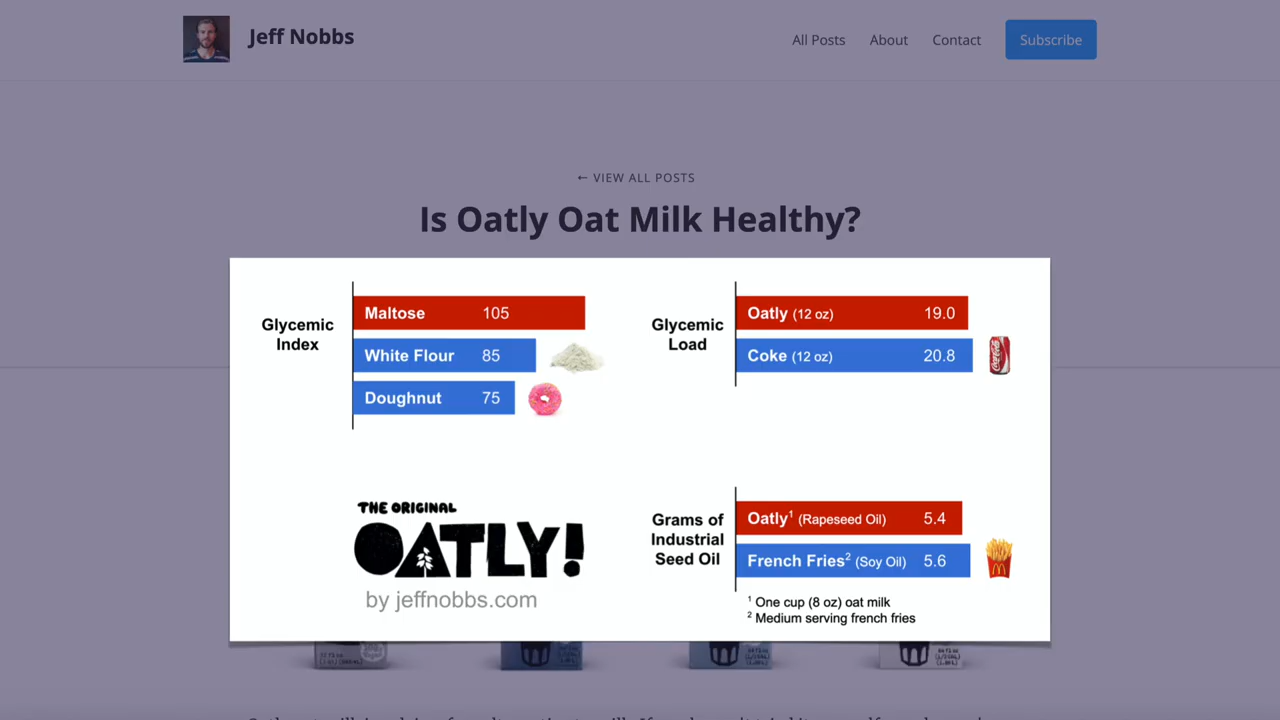 Jeff Nobbs
All Posts
About
Contact
Subscribe
← VIEW ALL POSTS
Is Oatly Oat Milk Healthy?
Glycemic
Index
Maltose 105
White Flour 85
Doughnut 75
Glycemic
Load
Oatly (12 oz) 19.0
Coke (12 oz) 20.8
THE ORIGINAL
OATLY!
by jeffnobbs.com
Grams of
Industrial
Seed Oil
Oatly¹ (Rapeseed Oil) 5.4
French Fries² (Soy Oil) 5.6
¹ One cup (8 oz) oat milk
² Medium serving french fries